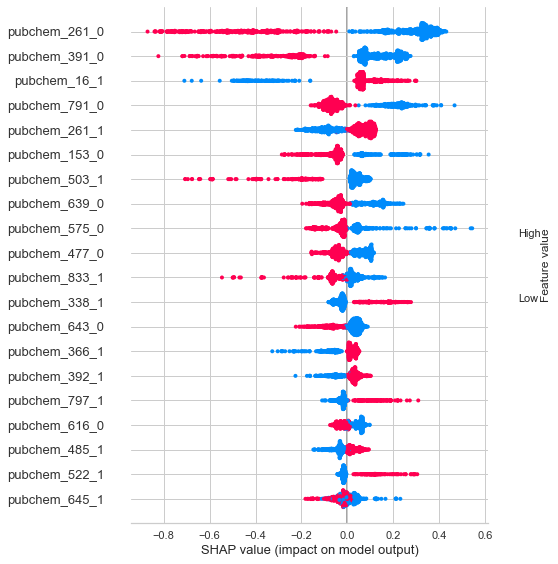 pubchem_261_0
pubchem_391_0
pubchem_16_1
pubchem_791_0
pubchem_261_1
pubchem_153_0
pubchem_503_1
pubchem_639_0
pubchem_575_0
pubchem_477_0
pubchem_833_1
pubchem_338_1
pubchem_643_0
pubchem_366_1
pubchem_392_1
pubchem_797_1
pubchem_616_0
pubchem_485_1
pubchem_522_1
pubchem_645_1
−0.8 −0.6 −0.4 −0.2 0.0 0.2 0.4 0.6
SHAP value (impact on model output)
High
Low
Feature value